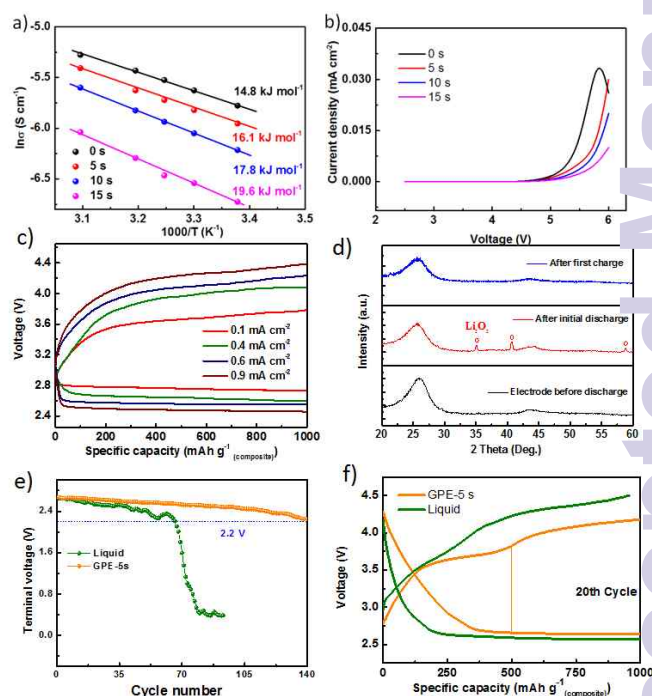 a)
lnσ (S cm⁻¹)
-5.0
-5.5
-6.0
-6.5
14.8 kJ mol⁻¹
16.1 kJ mol⁻¹
17.8 kJ mol⁻¹
19.6 kJ mol⁻¹
0 s
5 s
10 s
15 s
3.1 3.2 3.3 3.4 3.5
1000/T (K⁻¹)
b)
Current density (mA cm⁻²)
0.045
0.030
0.015
0.000
0 s
5 s
10 s
15 s
2 3 4 5 6
Voltage (V)
c)
Voltage (V)
4.4
4.0
3.6
3.2
2.8
2.4
0.1 mA cm⁻²
0.4 mA cm⁻²
0.6 mA cm⁻²
0.9 mA cm⁻²
0 200 400 600 800 1000
Specific capacity (mAh g⁻¹ (composite)
d)
Intensity (a.u.)
After first charge
After initial discharge
Li₂O₂
Electrode before discharge
20 25 30 35 40 45 50 55 60
2 Theta (Deg.)
e)
Terminal voltage (V)
2.4
1.8
1.2
0.6
0.0
2.2 V
Liquid
GPE-5s
0 35 70 105 140
Cycle number
f)
Voltage (V)
4.5
4.0
3.5
3.0
2.5
GPE-5 s
Liquid
20th Cycle
0 250 500 750 1000
Specific capacity (mAh g⁻¹ (composite)